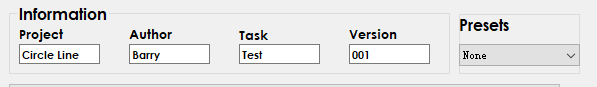 Information
Presets
Project Author Task Version
Circle Line Barry Test 001
None